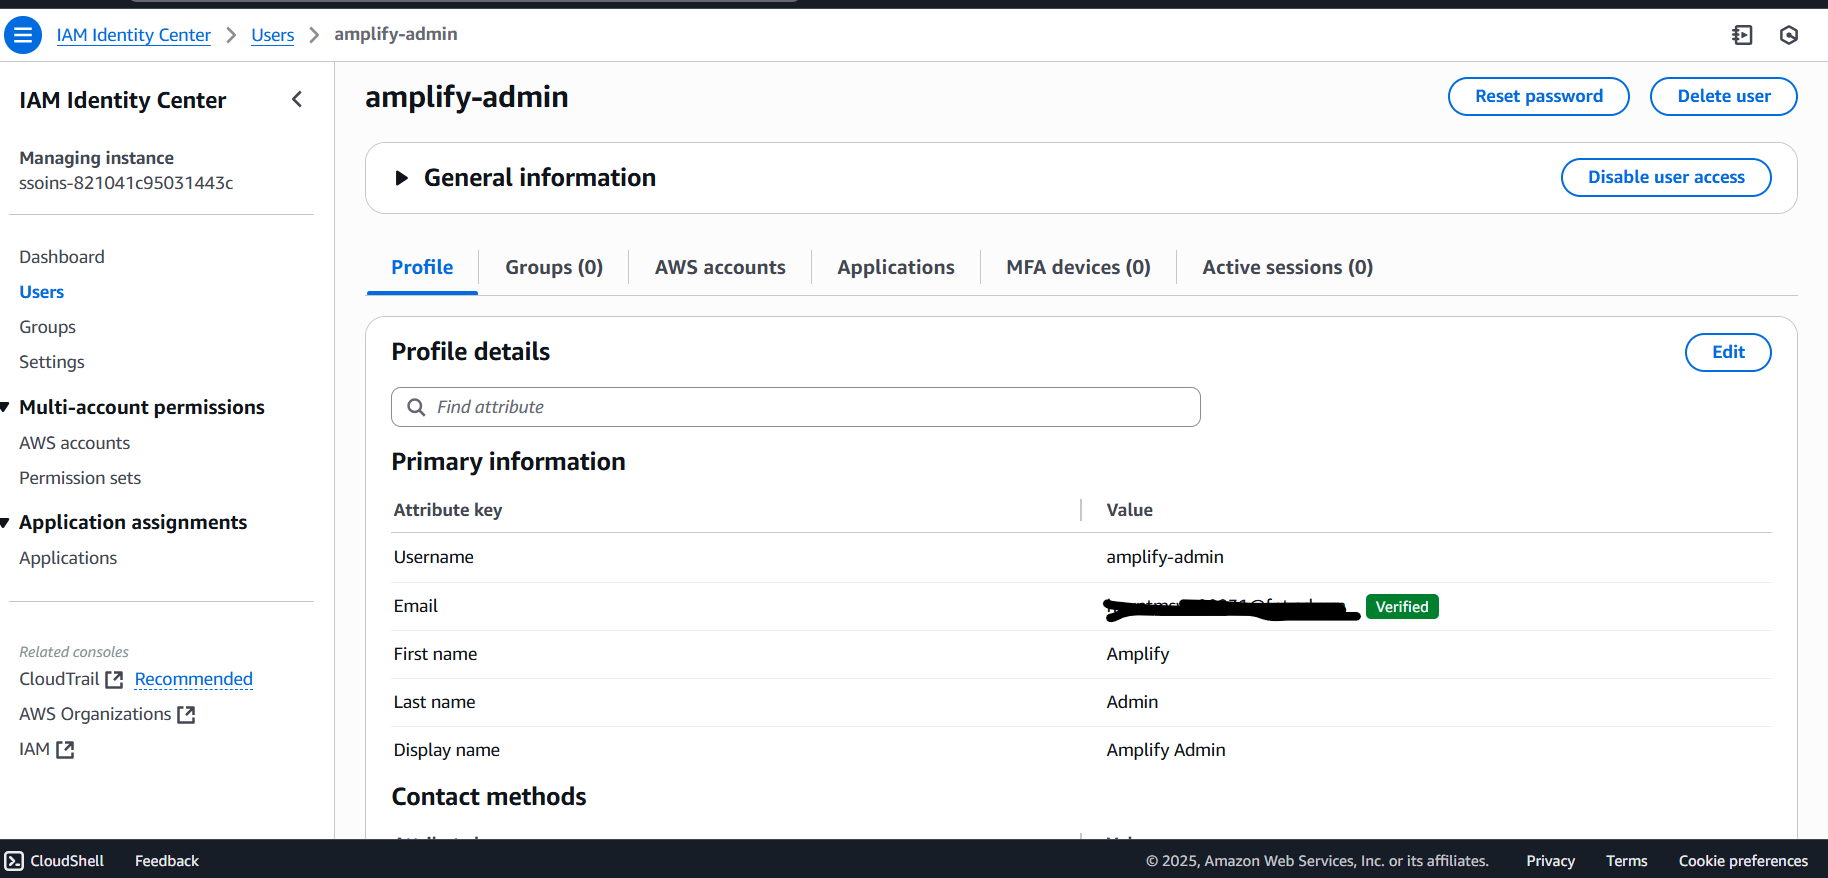 IAM Identity Center > Users > amplify-admin
IAM Identity Center
Managing instance
ssoins-821041c95031443c
Dashboard
Users
Groups
Settings
Multi-account permissions
AWS accounts
Permission sets
Application assignments
Applications
Related consoles
CloudTrail Recommended
AWS Organizations
IAM
amplify-admin
Reset password Delete user
General information Disable user access
Profile Groups (0) AWS accounts Applications MFA devices (0) Active sessions (0)
Profile details Edit
Find attribute
Primary information
Attribute key Value
Username amplify-admin
Email Verified
First name Amplify
Last name Admin
Display name Amplify Admin
Contact methods
CloudShell Feedback © 2025, Amazon Web Services, Inc. or its affiliates. Privacy Terms Cookie preferences